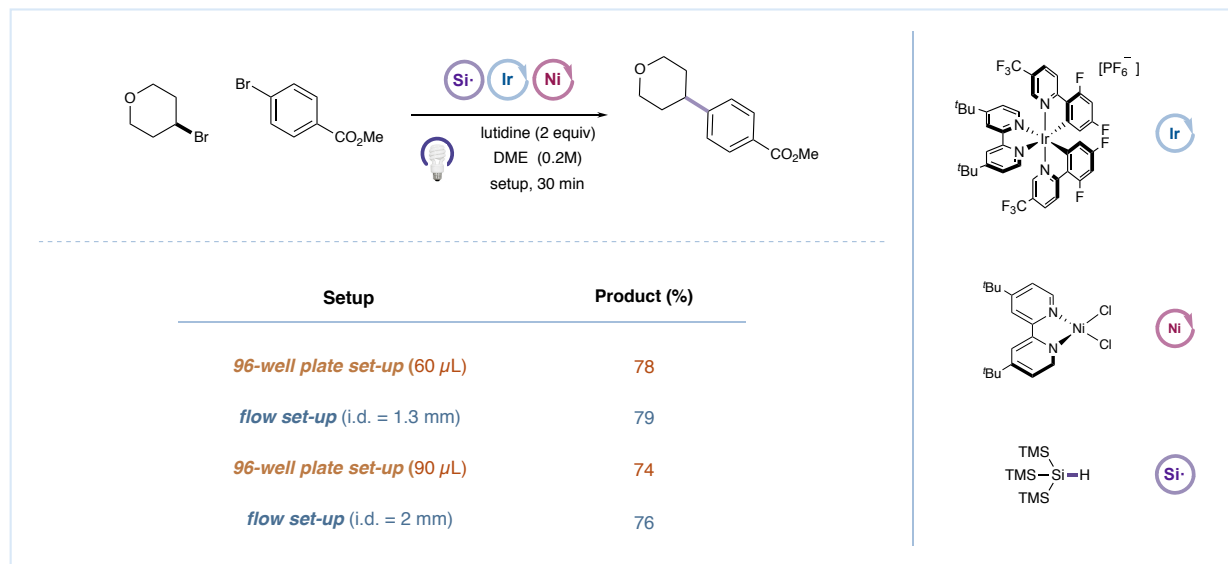 O
Br
Br
CO2Me
Si·
Ir
Ni
lutidine (2 equiv)
DME (0.2M)
setup, 30 min
O
CO2Me
Setup
Product (%)
96-well plate set-up (60 µL)
78
flow set-up (i.d. = 1.3 mm)
79
96-well plate set-up (90 µL)
74
flow set-up (i.d. = 2 mm)
76
F3C
[PF6 − ]
F
N
tBu
N
F
Ir
N
F
tBu
N
F
F3C
Ir
tBu
N
Cl
Ni
Cl
N
tBu
Ni
TMS
TMS
Si
H
TMS
Si·